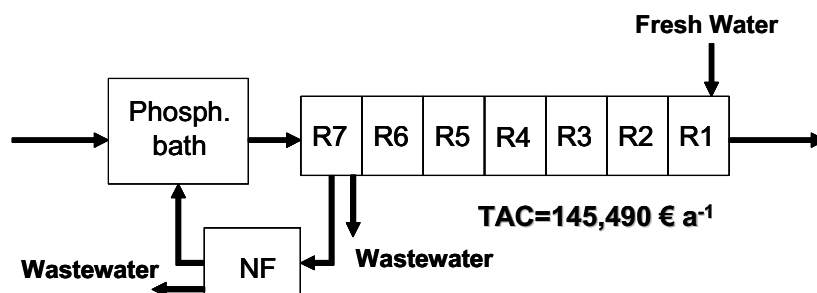 Fresh Water
Phosph.
bath
R7 R6 R5 R4 R3 R2 R1
TAC=145,490 € a-1
Wastewater
Wastewater
NF